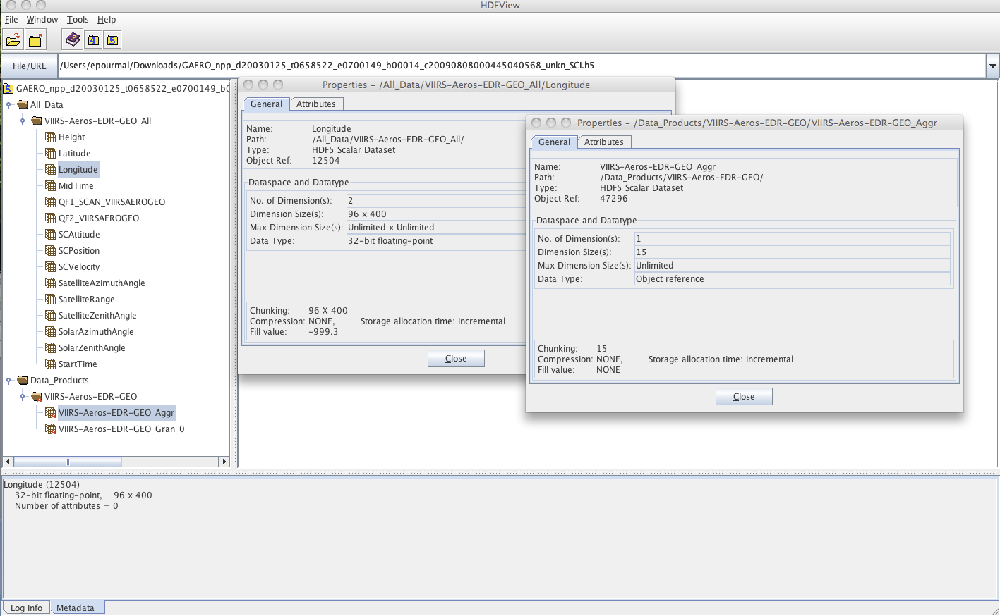 HDFView
File Window Tools Help
4 5
File/URL /Users/epourmal/Downloads/GAERO_npp_d20030125_t0658522_e0700149_b00014_c20090808000445040568_unkn_SCI.h5
5 GAERO_npp_d20030125_t0658522_e0700149_b0
All_Data
VIIRS-Aeros-EDR-GEO_All
Height
Latitude
Longitude
MidTime
QF1_SCAN_VIIRSAEROGEO
QF2_VIIRSAEROGEO
SCAttitude
SCPosition
SCVelocity
SatelliteAzimuthAngle
SatelliteRange
SatelliteZenithAngle
SolarAzimuthAngle
SolarZenithAngle
StartTime
Data_Products
VIIRS-Aeros-EDR-GEO
VIIRS-Aeros-EDR-GEO_Aggr
VIIRS-Aeros-EDR-GEO_Gran_0
Properties - /All_Data/VIIRS-Aeros-EDR-GEO_All/Longitude
General Attributes
Name: Longitude
Path: /All_Data/VIIRS-Aeros-EDR-GEO_All/
Type: HDF5 Scalar Dataset
Object Ref: 12504
Dataspace and Datatype
No. of Dimension(s): 2
Dimension Size(s): 96 x 400
Max Dimension Size(s): Unlimited x Unlimited
Data Type: 32-bit floating-point
Chunking: 96 X 400
Compression: NONE, Storage allocation time: Incremental
Fill value: -999.3
Close
Properties - /Data_Products/VIIRS-Aeros-EDR-GEO/VIIRS-Aeros-EDR-GEO_Aggr
General Attributes
Name: VIIRS-Aeros-EDR-GEO_Aggr
Path: /Data_Products/VIIRS-Aeros-EDR-GEO/
Type: HDF5 Scalar Dataset
Object Ref: 47296
Dataspace and Datatype
No. of Dimension(s): 1
Dimension Size(s): 15
Max Dimension Size(s): Unlimited
Data Type: Object reference
Chunking: 15
Compression: NONE, Storage allocation time: Incremental
Fill value: NONE
Close
Longitude (12504)
32-bit floating-point, 96 x 400
Number of attributes = 0
Log Info Metadata